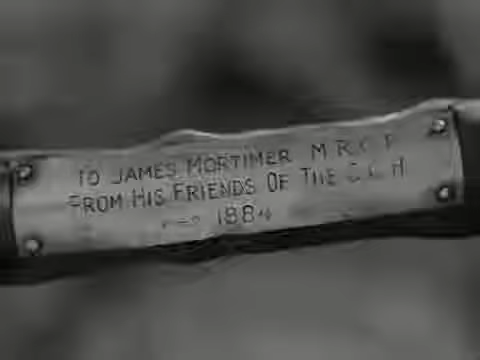 TO JAMES MORTIMER M R C
FROM HIS FRIENDS OF THE C. C. H
1884